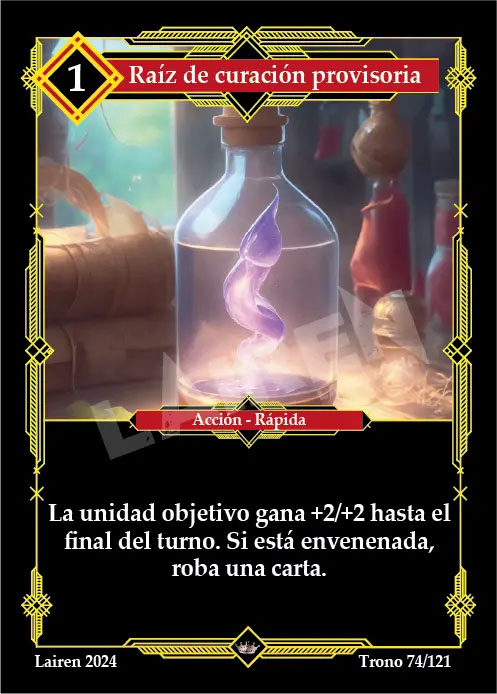 1
Raíz de curación provisoria
LAIREN
Acción - Rápida
La unidad objetivo gana +2/+2 hasta el
final del turno. Si está envenenada,
roba una carta.
Lairen 2024
Trono 74/121